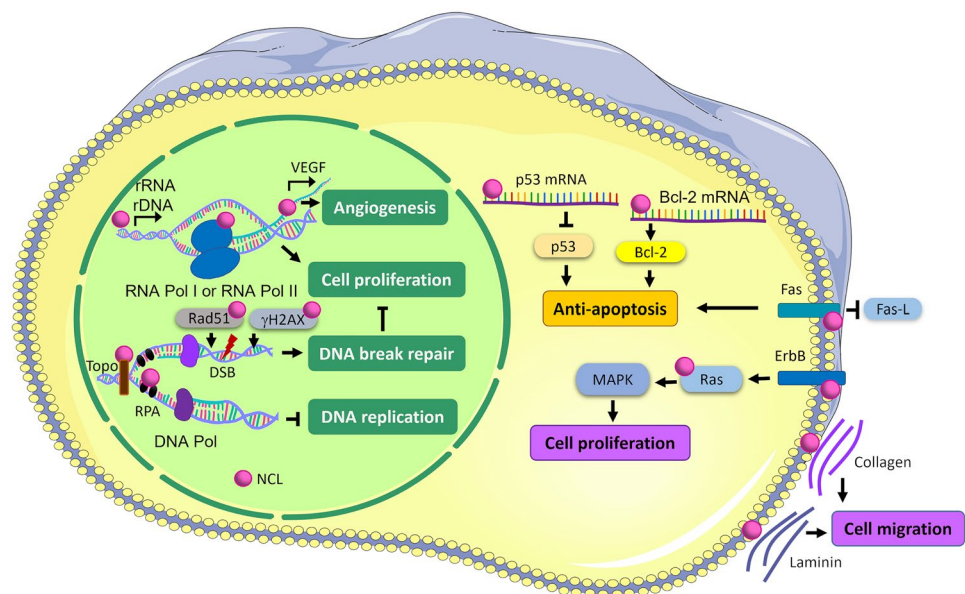 VEGF
rRNA
rDNA
Angiogenesis
Cell proliferation
RNA Pol I or RNA Pol II
Rad51
γH2AX
Topo
DSB
DNA break repair
RPA
DNA replication
DNA Pol
NCL
p53 mRNA
Bcl-2 mRNA
p53
Bcl-2
Fas
Anti-apoptosis
Fas-L
ErbB
MAPK
Ras
Cell proliferation
Collagen
Cell migration
Laminin